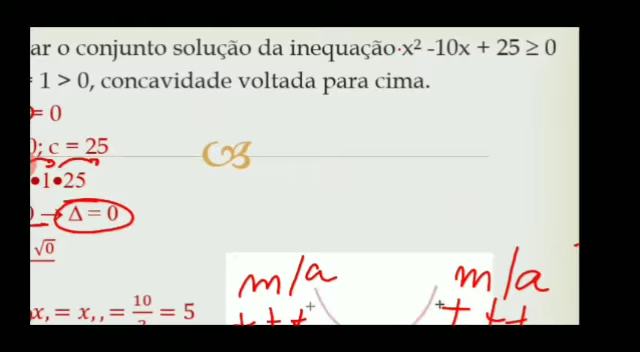 ar o conjunto solução da inequação·x² -10x + 25 ≥ 0
= 1 > 0, concavidade voltada para cima.
= 0
; c = 25
•1•25
→ Δ = 0
√0
m/a m/a
+ +
x, = x,, = 10/ = 5
+ + + + + +